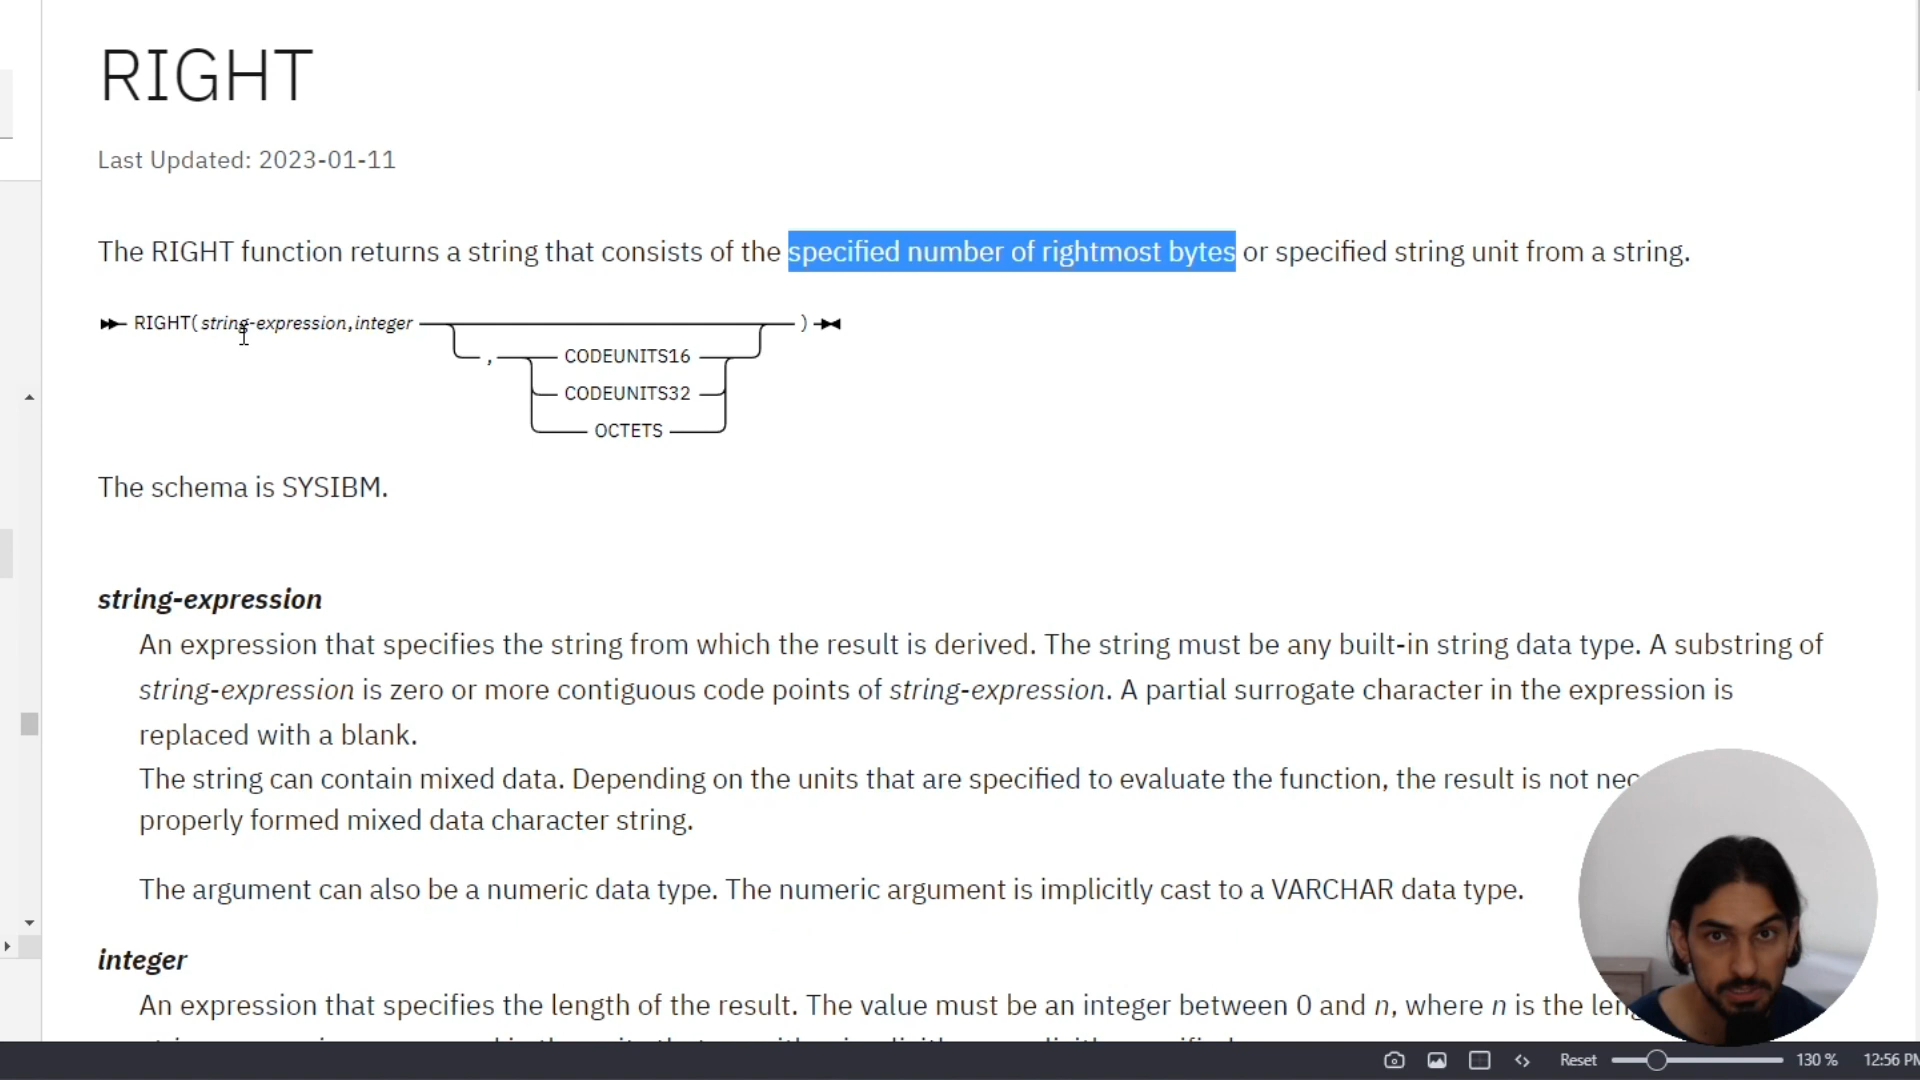 RIGHT
Last Updated: 2023-01-11
The RIGHT function returns a string that consists of the specified number of rightmost bytes or specified string unit from a string.
RIGHT(string-expression,integer )
, CODEUNITS16
CODEUNITS32
OCTETS
The schema is SYSIBM.
string-expression
An expression that specifies the string from which the result is derived. The string must be any built-in string data type. A substring of
string-expression is zero or more contiguous code points of string-expression. A partial surrogate character in the expression is
replaced with a blank.
The string can contain mixed data. Depending on the units that are specified to evaluate the function, the result is not
properly formed mixed data character string.
The argument can also be a numeric data type. The numeric argument is implicitly cast to a VARCHAR data type.
integer
An expression that specifies the length of the result. The value must be an integer between 0 and n, where n is the
Reset 130 % 12:56 PM